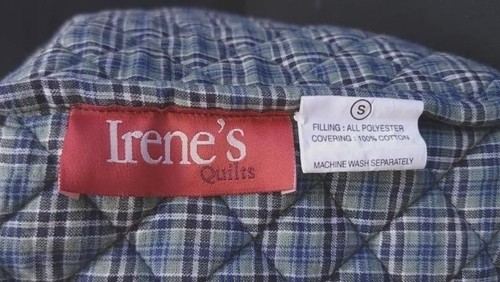 Irene's
Quilts
S
FILLING : ALL POLYESTER
COVERING : 100% COTTON
MACHINE WASH SEPARATELY